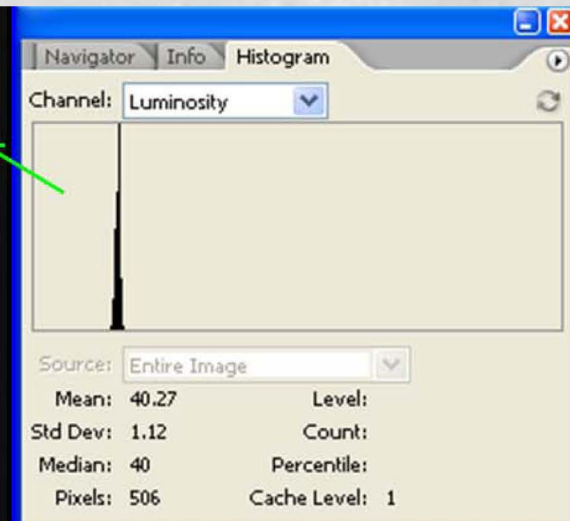 Navigator Info Histogram
Channel: Luminosity
Source: Entire Image
Mean: 40.27 Level:
Std Dev: 1.12 Count:
Median: 40 Percentile:
Pixels: 506 Cache Level: 1